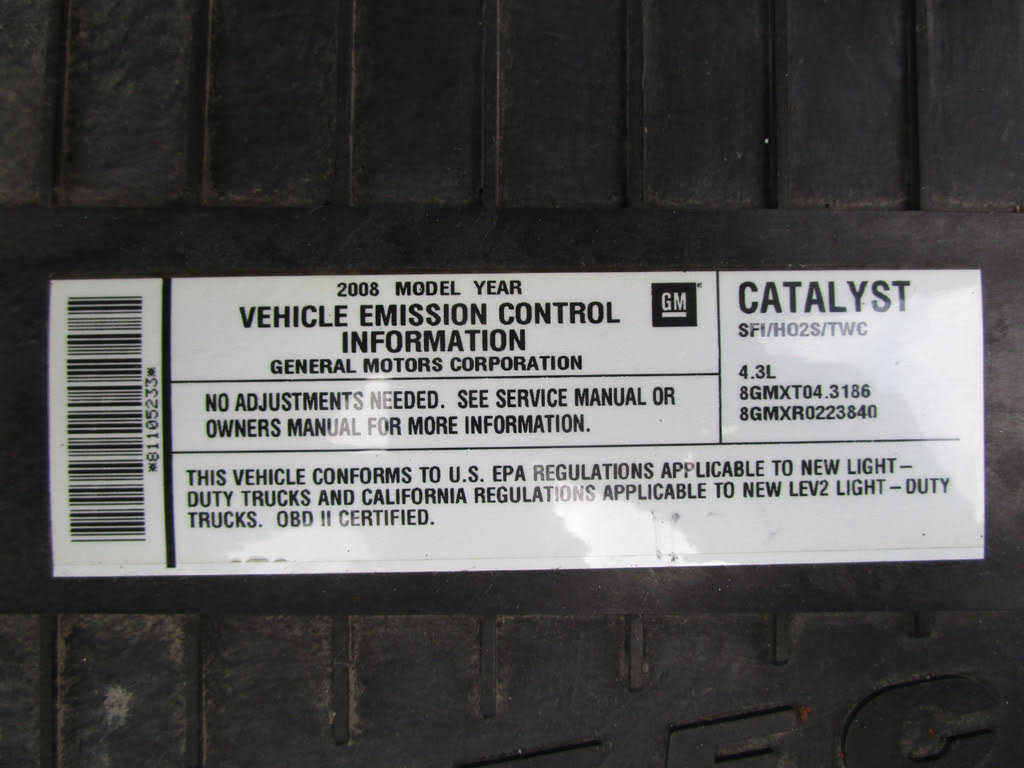 *81105233*
2008 MODEL YEAR
VEHICLE EMISSION CONTROL
INFORMATION
GENERAL MOTORS CORPORATION
GM
NO ADJUSTMENTS NEEDED. SEE SERVICE MANUAL OR
OWNERS MANUAL FOR MORE INFORMATION.
CATALYST
SFI/HO2S/TWC
4.3L
8GMXT04.3186
8GMXR0223840
THIS VEHICLE CONFORMS TO U.S. EPA REGULATIONS APPLICABLE TO NEW LIGHT-
DUTY TRUCKS AND CALIFORNIA REGULATIONS APPLICABLE TO NEW LEV2 LIGHT-DUTY
TRUCKS. OBD II CERTIFIED.